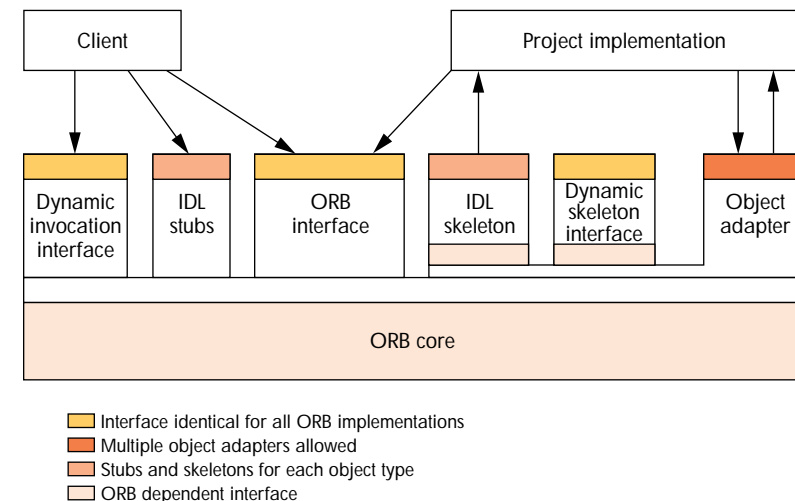 Client
Project implementation
Dynamic
invocation
interface
IDL
stubs
ORB
interface
IDL
skeleton
Dynamic
skeleton
interface
Object
adapter
ORB core
Interface identical for all ORB implementations
Multiple object adapters allowed
Stubs and skeletons for each object type
ORB dependent interface